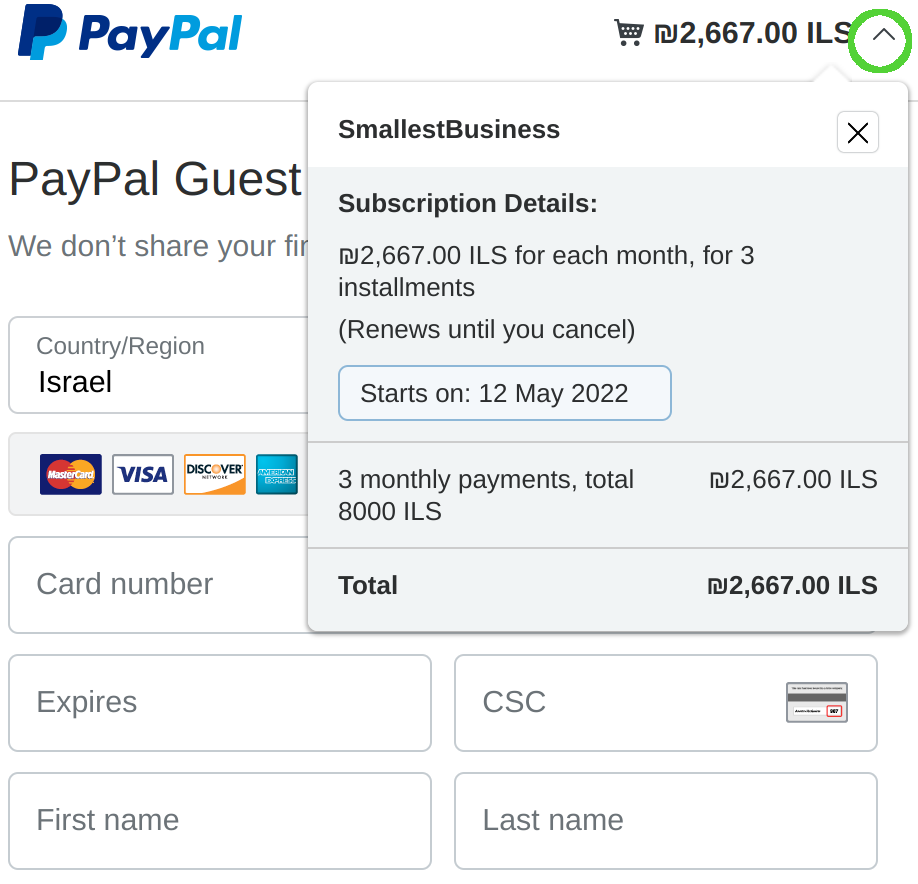 PayPal
₪2,667.00 ILS
SmallestBusiness
PayPal Guest
Subscription Details:
We don’t share your fin
₪2,667.00 ILS for each month, for 3
installments
(Renews until you cancel)
Country/Region
Israel
Starts on: 12 May 2022
MasterCard
VISA
DISCOVER
NETWORK
AMERICAN
EXPRESS
3 monthly payments, total
8000 ILS
₪2,667.00 ILS
Card number
Total
₪2,667.00 ILS
Expires
CSC
First name
Last name